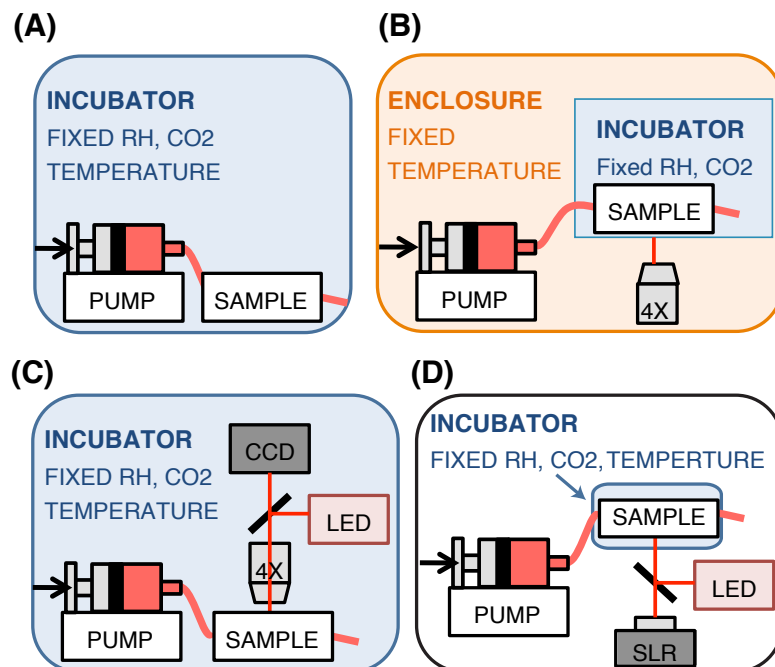 (A)
INCUBATOR
FIXED RH, CO2
TEMPERATURE
PUMP
SAMPLE
(B)
ENCLOSURE
FIXED
TEMPERATURE
INCUBATOR
Fixed RH, CO2
SAMPLE
PUMP
4X
(C)
INCUBATOR
FIXED RH, CO2
TEMPERATURE
CCD
LED
4X
PUMP
SAMPLE
(D)
INCUBATOR
FIXED RH, CO2, TEMPERTURE
SAMPLE
PUMP
LED
SLR